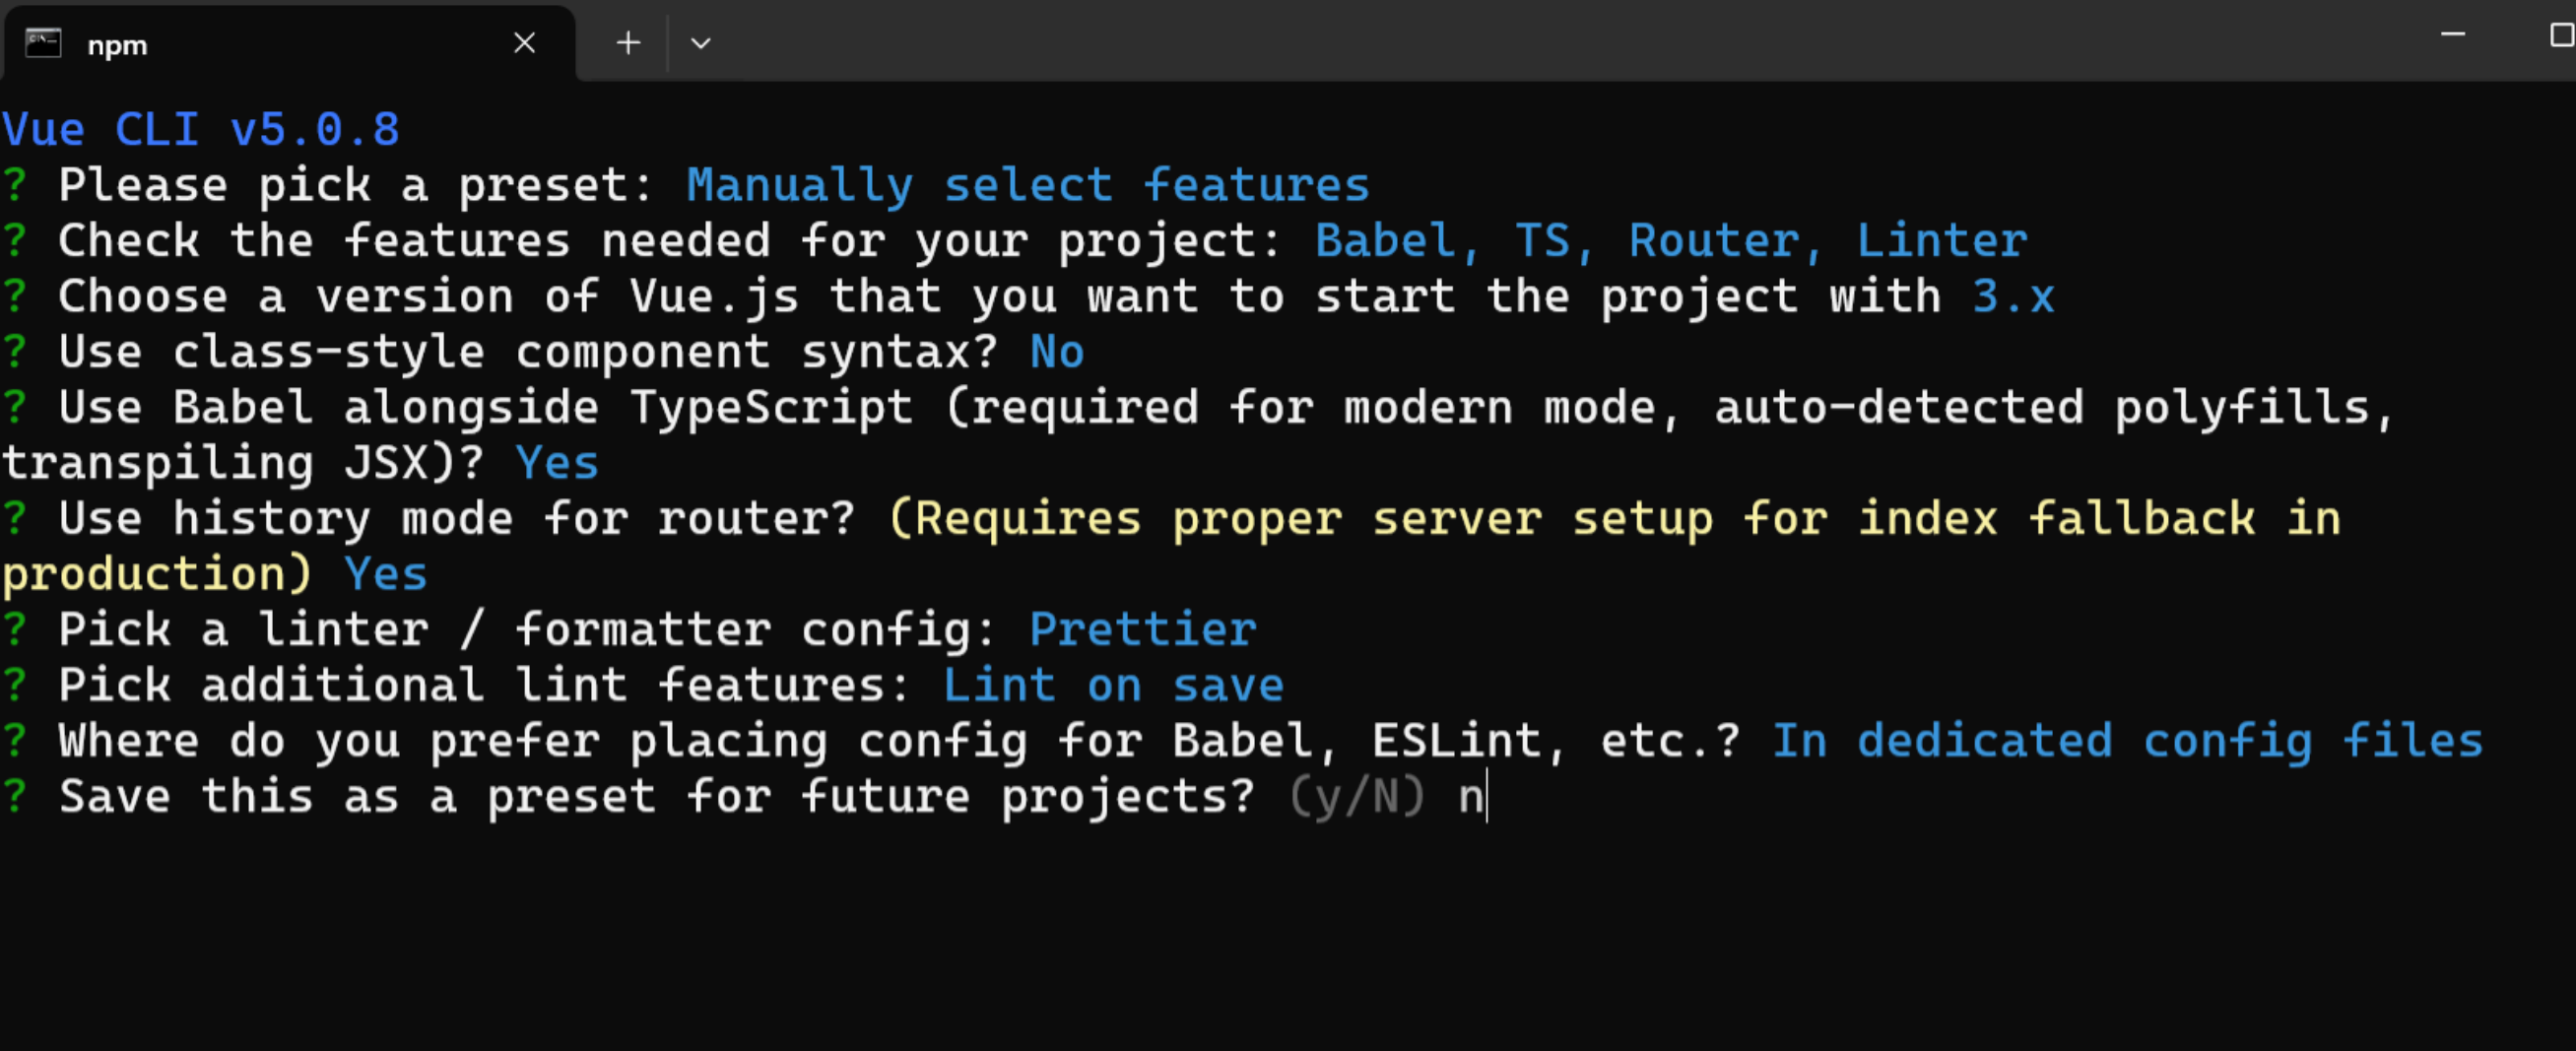 npm
Vue CLI v5.0.8
? Please pick a preset: Manually select features
? Check the features needed for your project: Babel, TS, Router, Linter
? Choose a version of Vue.js that you want to start the project with 3.x
? Use class-style component syntax? No
? Use Babel alongside TypeScript (required for modern mode, auto-detected polyfills,
transpiling JSX)? Yes
? Use history mode for router? (Requires proper server setup for index fallback in
production) Yes
? Pick a linter / formatter config: Prettier
? Pick additional lint features: Lint on save
? Where do you prefer placing config for Babel, ESLint, etc.? In dedicated config files
? Save this as a preset for future projects? (y/N) n